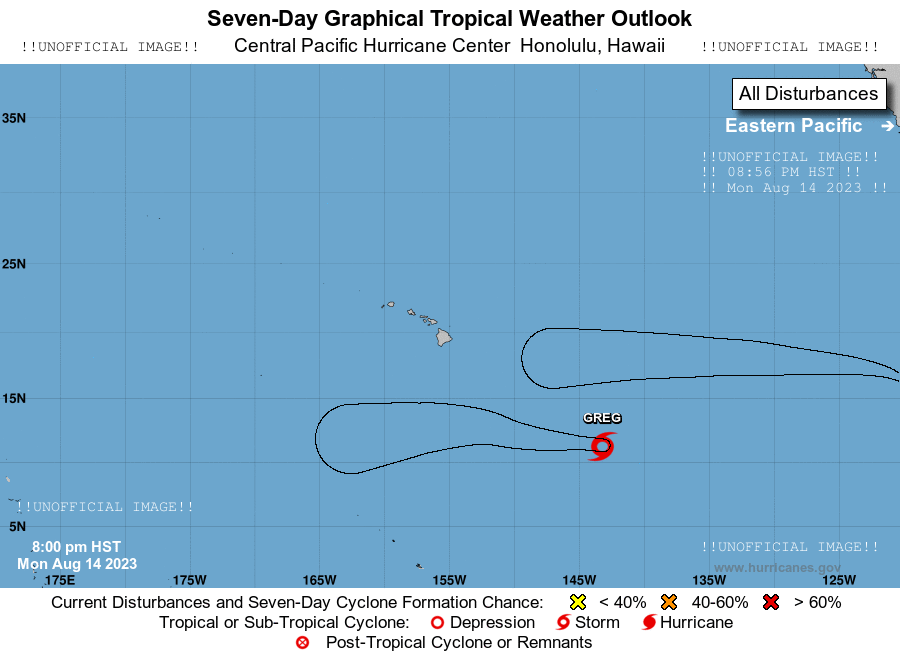 Seven-Day Graphical Tropical Weather Outlook
!!UNOFFICIAL IMAGE!! Central Pacific Hurricane Center Honolulu, Hawaii !!UNOFFICIAL IMAGE!!
All Disturbances
35N
Eastern Pacific
!!UNOFFICIAL IMAGE!!
!! 08:56 PM HST !!
!! Mon Aug 14 2023 !!
25N
15N
GREG
!!UNOFFICIAL IMAGE!!
5N
8:00 pm HST
!!UNOFFICIAL IMAGE!!
Mon Aug 14 2023
www.hurricanes.gov
175E 175W 165W 155W 145W 135W 125W
Current Disturbances and Seven-Day Cyclone Formation Chance: < 40% 40-60% > 60%
Tropical or Sub-Tropical Cyclone: Depression Storm Hurricane
Post-Tropical Cyclone or Remnants